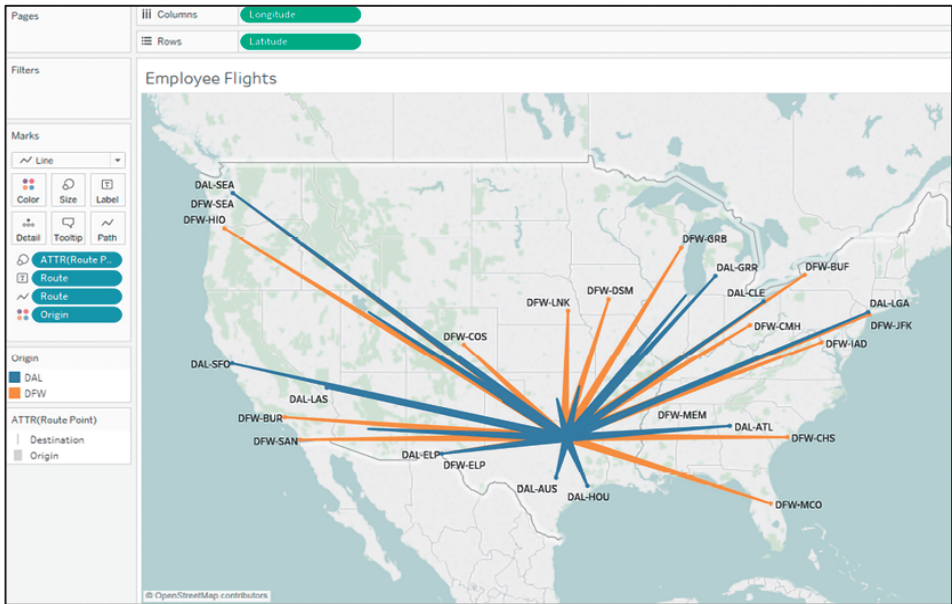 Pages
Columns
Longitude
Rows
Latitude
Filters
Employee Flights
Marks
Line
Color
Size
Label
Detail
Tooltip
Path
ATTR(Route P..
Route
Route
Origin
Origin
DAL
DFW
ATTR(Route Point)
Destination
Origin
DAL-SEA
DFW-SEA
DFW-HIO
DFW-GRB
DAL-GRR
DFW-BUF
DFW-DSM
DAL-CLE
DFW-LNK
DAL-LGA
DFW-JFK
DFW-CMH
DFW-COS
DFW-IAD
DAL-SFO
DAL-LAS
DFW-BUR
DFW-MEM
DAL-ATL
DFW-SAN
DFW-CHS
DAL-ELP
DFW-ELP
DAL-AUS
DAL-HOU
DFW-MCO
© OpenStreetMap contributors